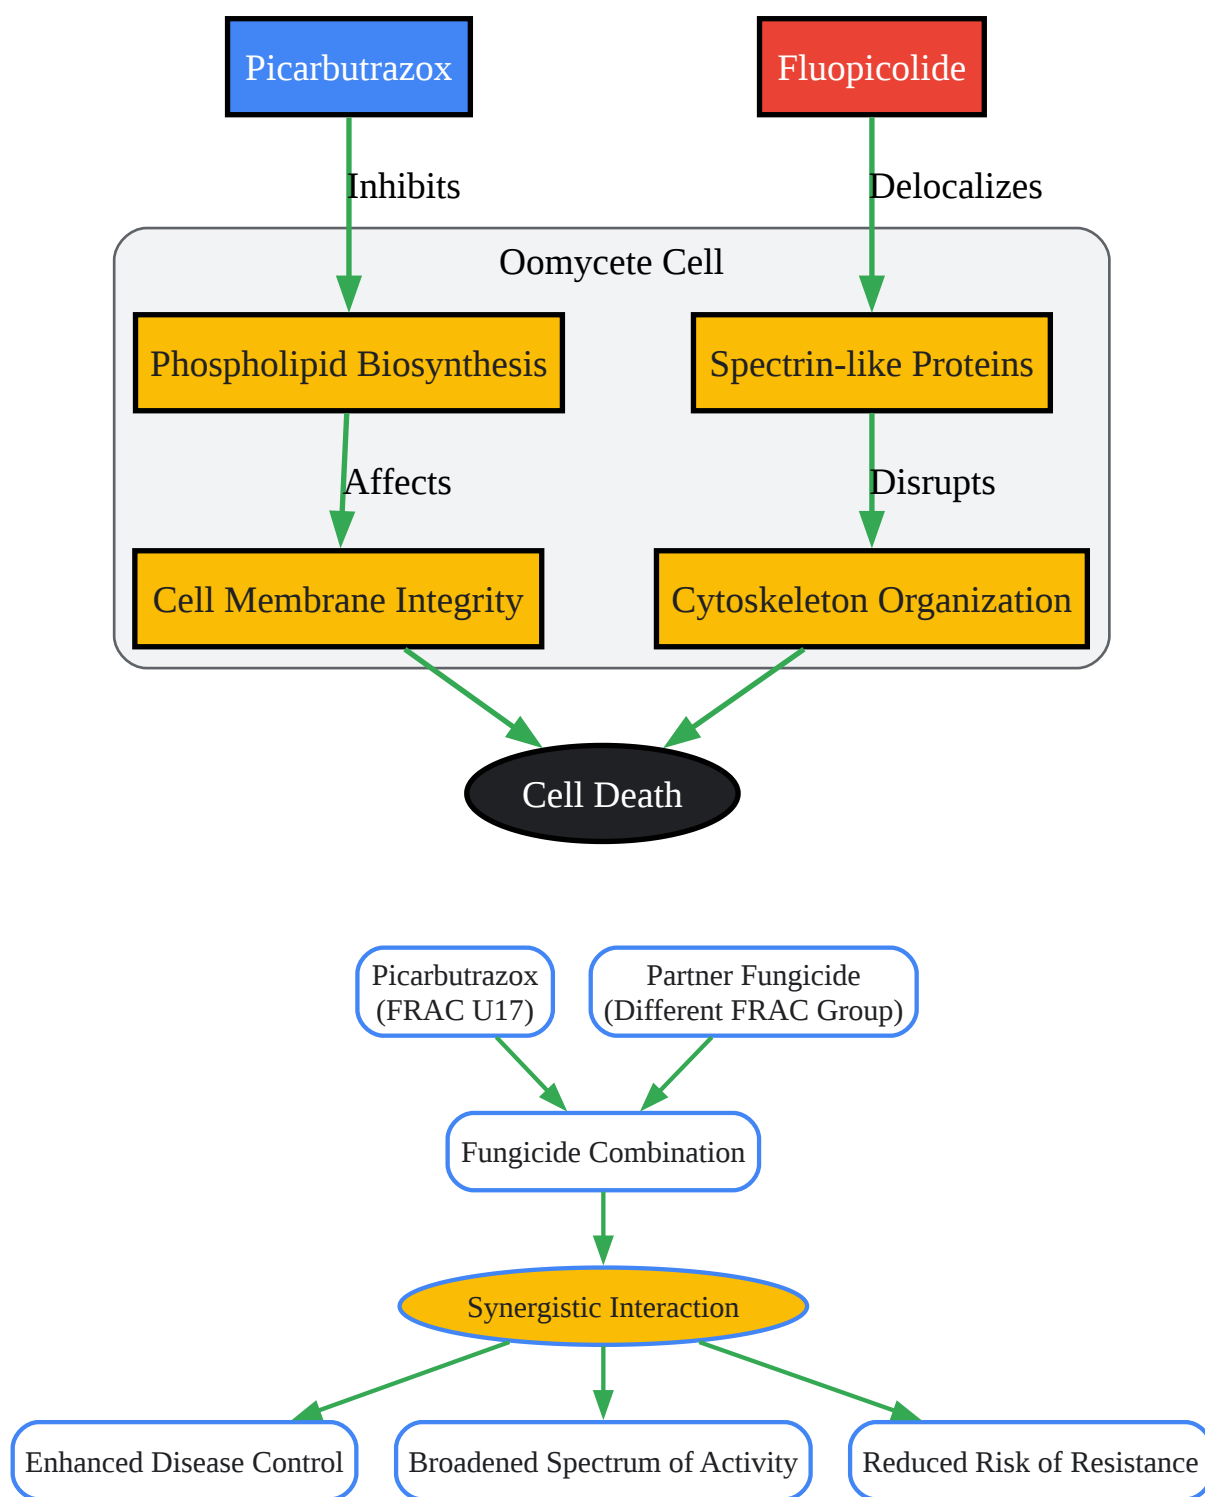 Picarbutrazox
Fluopicolide
Inhibits
Delocalizes
Oomycete Cell
Phospholipid Biosynthesis
Spectrin-like Proteins
Affects
Disrupts
Cell Membrane Integrity
Cytoskeleton Organization
Cell Death
Picarbutrazox
(FRAC U17)
Partner Fungicide
(Different FRAC Group)
Fungicide Combination
Synergistic Interaction
Enhanced Disease Control
Broadened Spectrum of Activity
Reduced Risk of Resistance